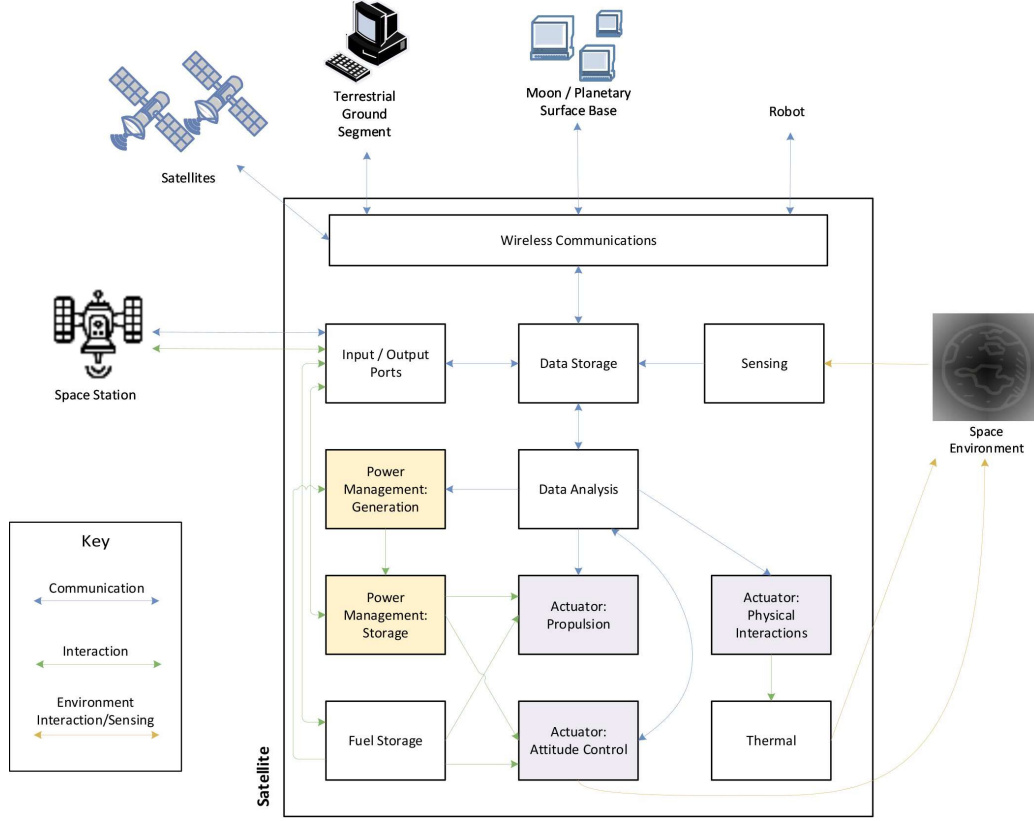 Terrestrial
Ground
Segment
Moon / Planetary
Surface Base
Robot
Satellites
Wireless Communications
Space Station
Input / Output
Ports
Data Storage
Sensing
Space
Environment
Power
Management:
Generation
Data Analysis
Key
Communication
Interaction
Environment
Interaction/Sensing
Power
Management:
Storage
Actuator:
Propulsion
Actuator:
Physical
Interactions
Fuel Storage
Actuator:
Attitude Control
Thermal
Satellite